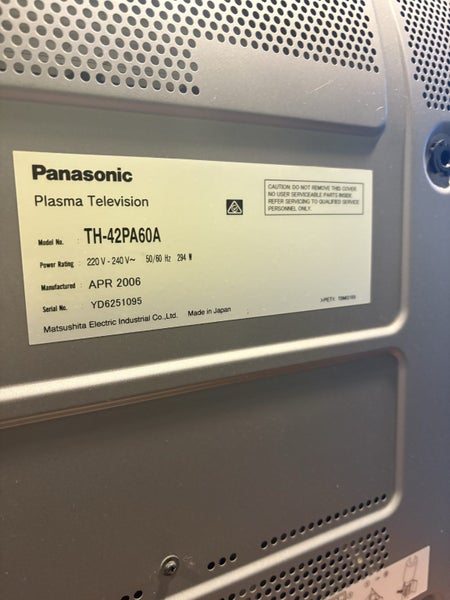 Panasonic
Plasma Television
CAUTION: DO NOT REMOVE THIS COVER
NO USER SERVICEABLE PARTS INSIDE.
REFER SERVICING TO QUALIFIED SERVICE
PERSONNEL ONLY.
Model No. TH-42PA60A
Power Rating : 220 V - 240 V~ 50/60 Hz 294 W
Manufactured : APR 2006
Serial No. : YD6251095
Matsushita Electric Industrial Co.,Ltd. Made in Japan